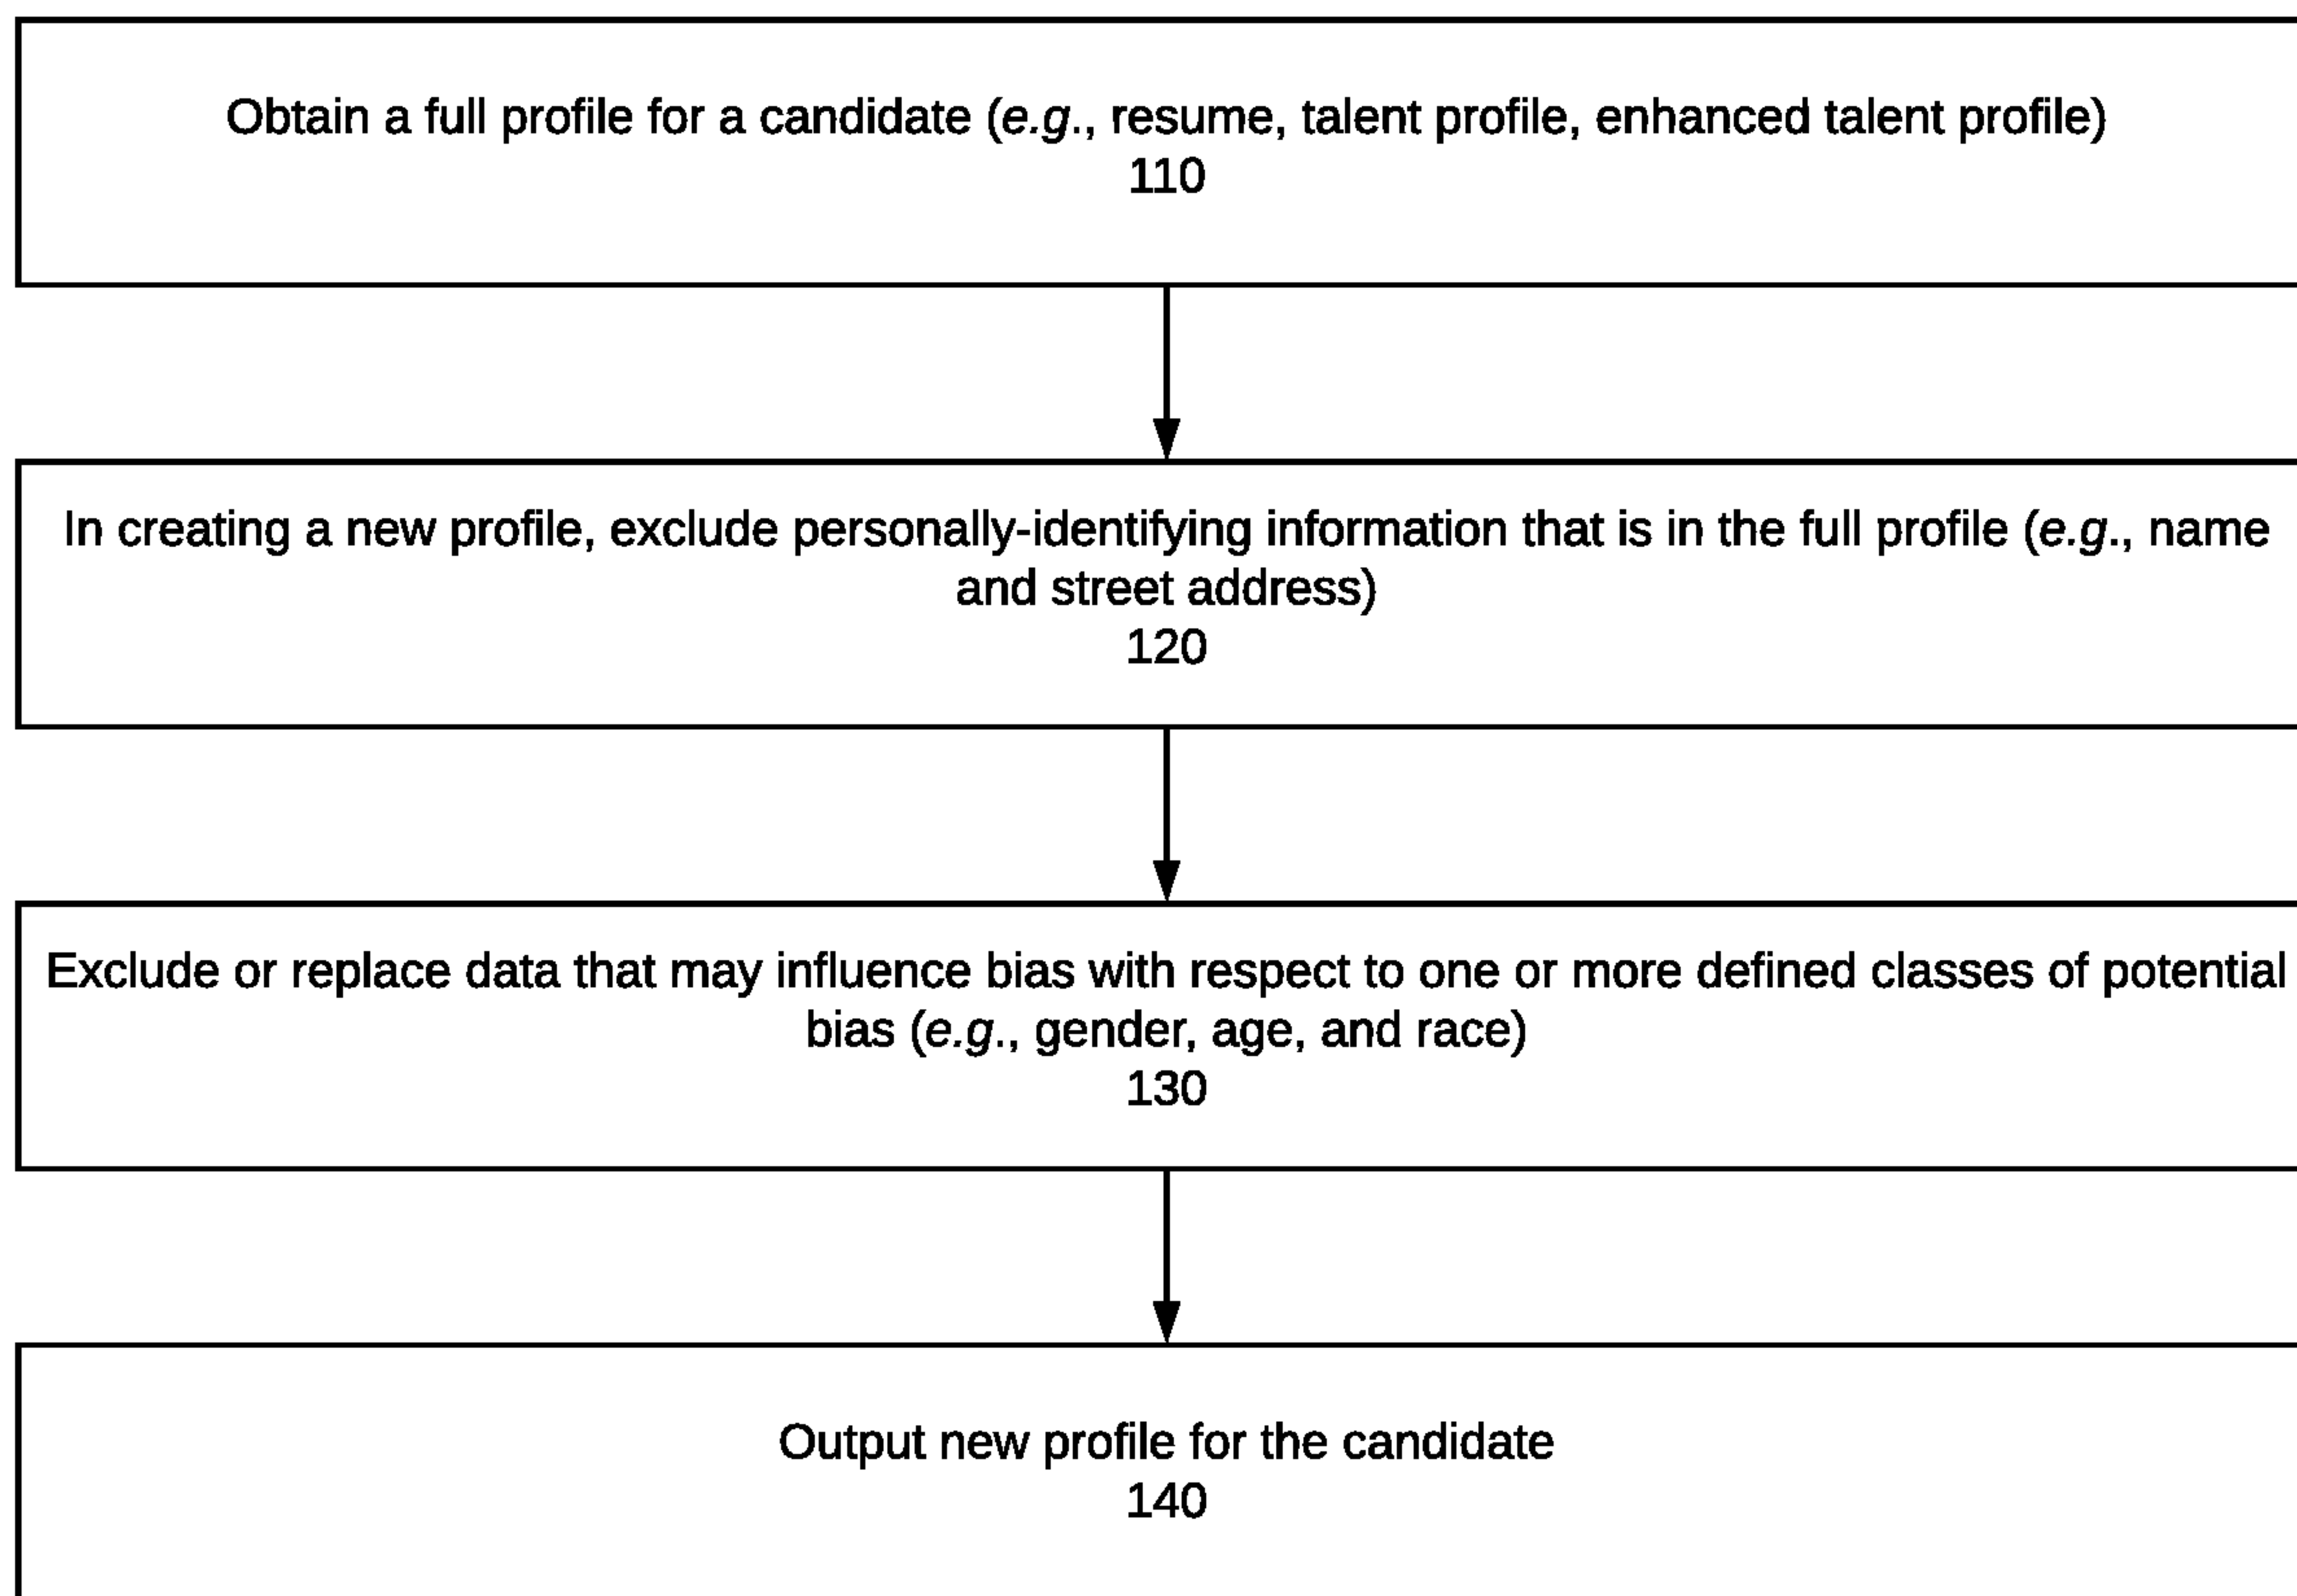 Obtain a full profile for a candidate (e.g., resume, talent profile, enhanced talent profile)
110
In creating a new profile, exclude personally-identifying information that is in the full profile (e.g., name
and street address)
120
Exclude or replace data that may influence bias with respect to one or more defined classes of potential
bias (e.g., gender, age, and race)
130
Output new profile for the candidate
140